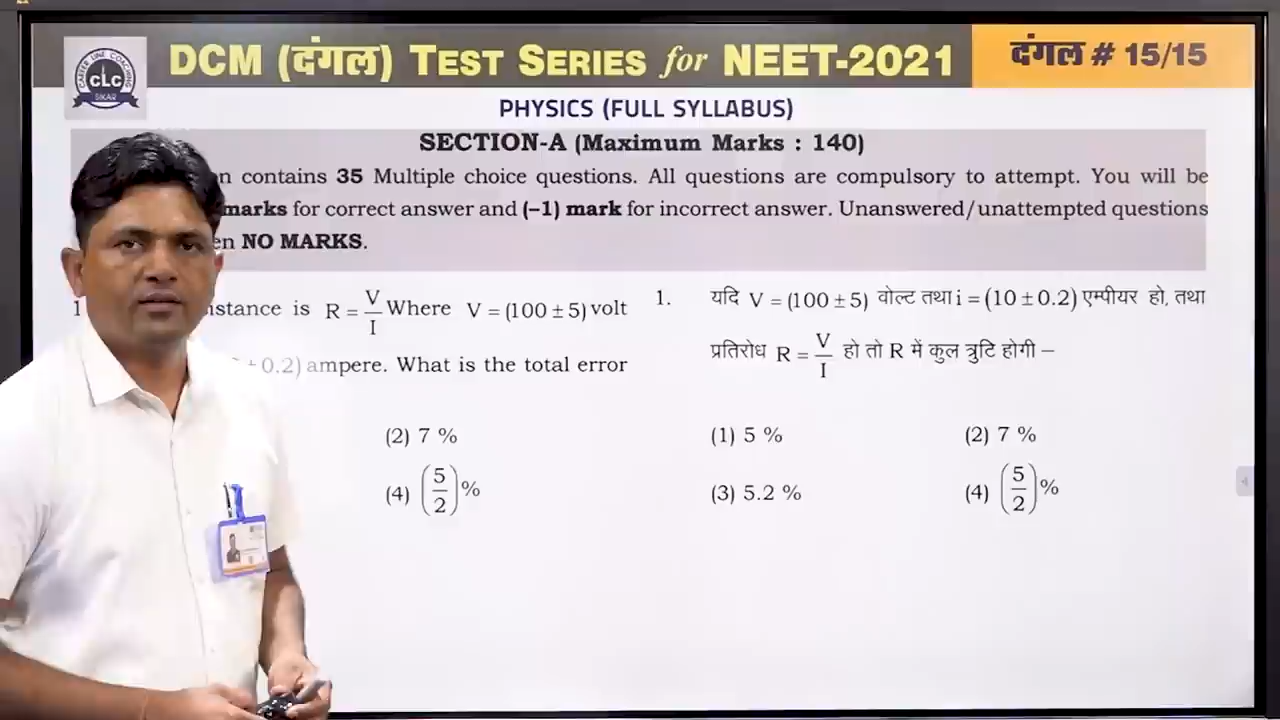 DCM (दंगल) TEST SERIES for NEET-2021
दंगल # 15/15
CAREER LINE COACHING
CLC
SIKAR
PHYSICS (FULL SYLLABUS)
SECTION-A (Maximum Marks : 140)
contains 35 Multiple choice questions. All questions are compulsory to attempt. You will be
marks for correct answer and (–1) mark for incorrect answer. Unanswered/unattempted questions
NO MARKS.
is R = V/I Where V = (100 ± 5) volt
0.2) ampere. What is the total error
(2) 7 %
(4) (5/2)%
1. यदि V = (100 ± 5) वोल्ट तथा i = (10 ± 0.2) एम्पीयर हो, तथा
प्रतिरोध R = V/I हो तो R में कुल त्रुटि होगी –
(1) 5 % (2) 7 %
(3) 5.2 % (4) (5/2)%